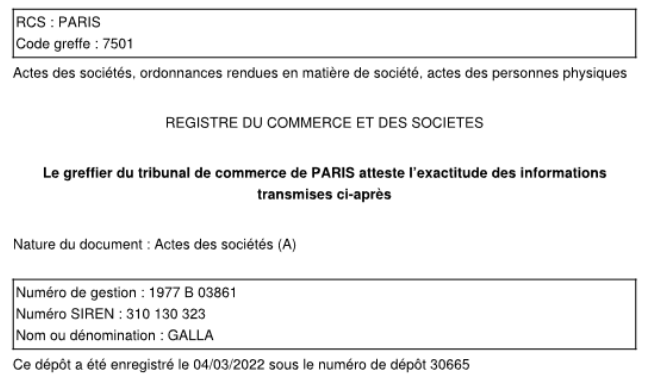 RCS : PARIS
Code greffe : 7501
Actes des sociétés, ordonnances rendues en matière de société, actes des personnes physiques
REGISTRE DU COMMERCE ET DES SOCIETES
Le greffier du tribunal de commerce de PARIS atteste l'exactitude des informations
transmises ci-après
Nature du document : Actes des sociétés (A)
Numéro de gestion : 1977 B 03861
Numéro SIREN : 310 130 323
Nom ou dénomination : GALLA
Ce dépôt a été enregistré le 04/03/2022 sous le numéro de dépôt 30665